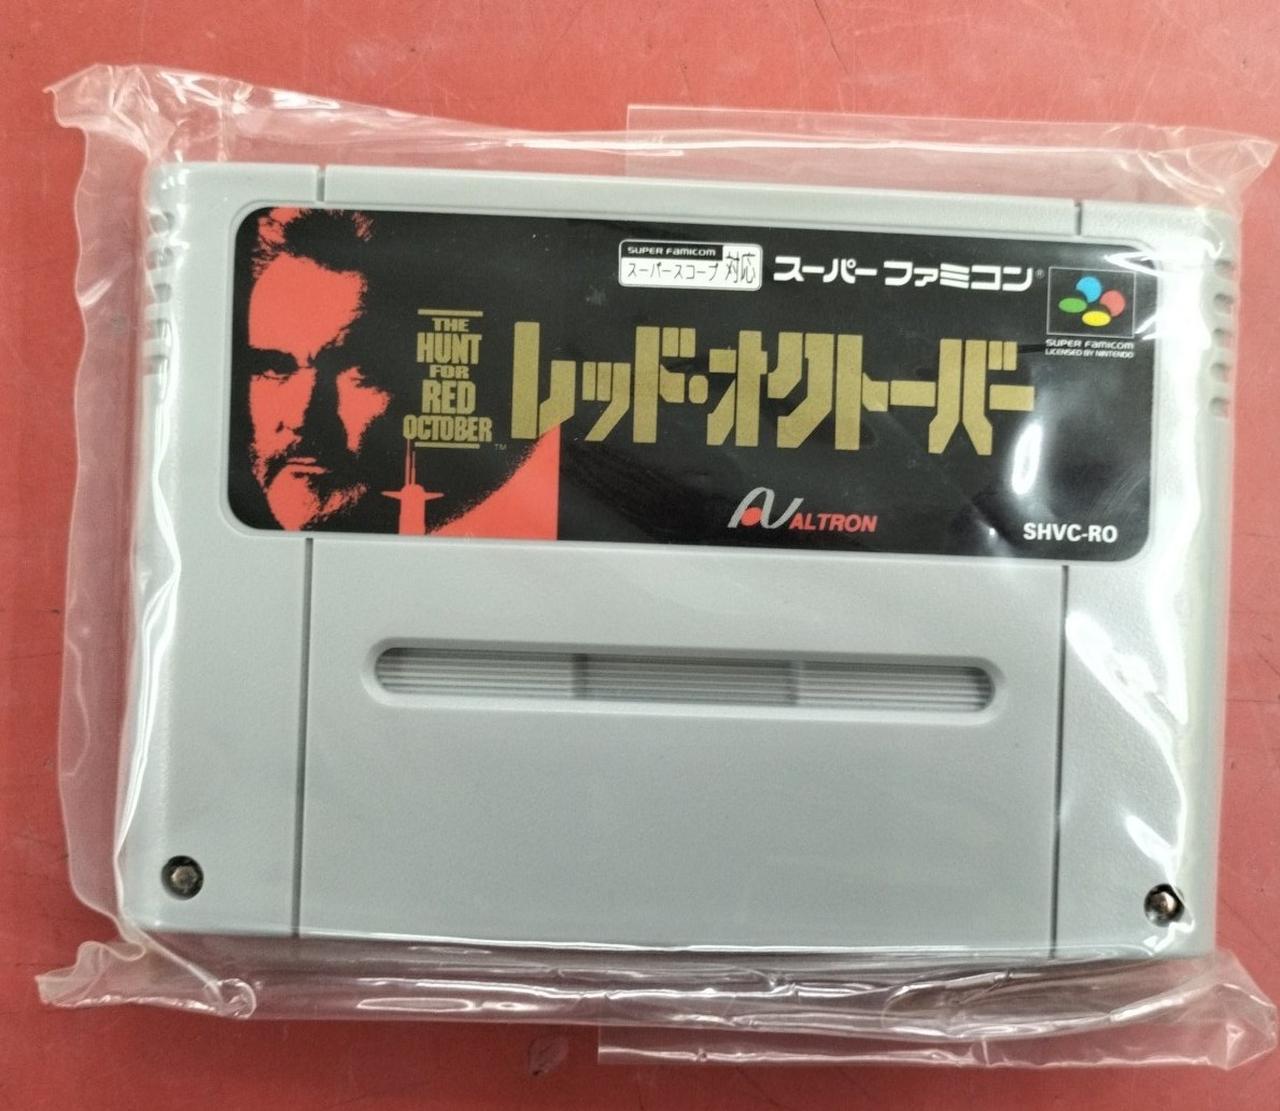 SUPER Famicom
スーパースコープ 対応
スーパーファミコン®
SUPER Famicom
LICENSED BY NINTENDO
THE
HUNT
FOR
RED
OCTOBER
™
レッド・オクトーバー
ALTRON
SHVC-RO